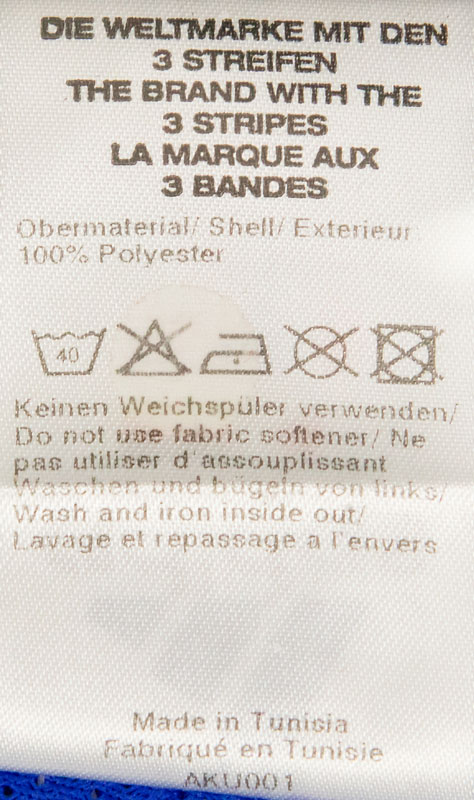 DIE WELTMARKE MIT DEN
3 STREIFEN
THE BRAND WITH THE
3 STRIPES
LA MARQUE AUX
3 BANDES
Obermaterial/ Shell/ Exterieur
100% Polyester
40
Keinen Weichspüler verwenden/
Do not use fabric softener/ Ne
pas utiliser d'assouplissant
Waschen und bügeln von links/
Wash and iron inside out/
Lavage et repassage a l'envers
Made in Tunisia
Fabriqué en Tunisie
AKU001